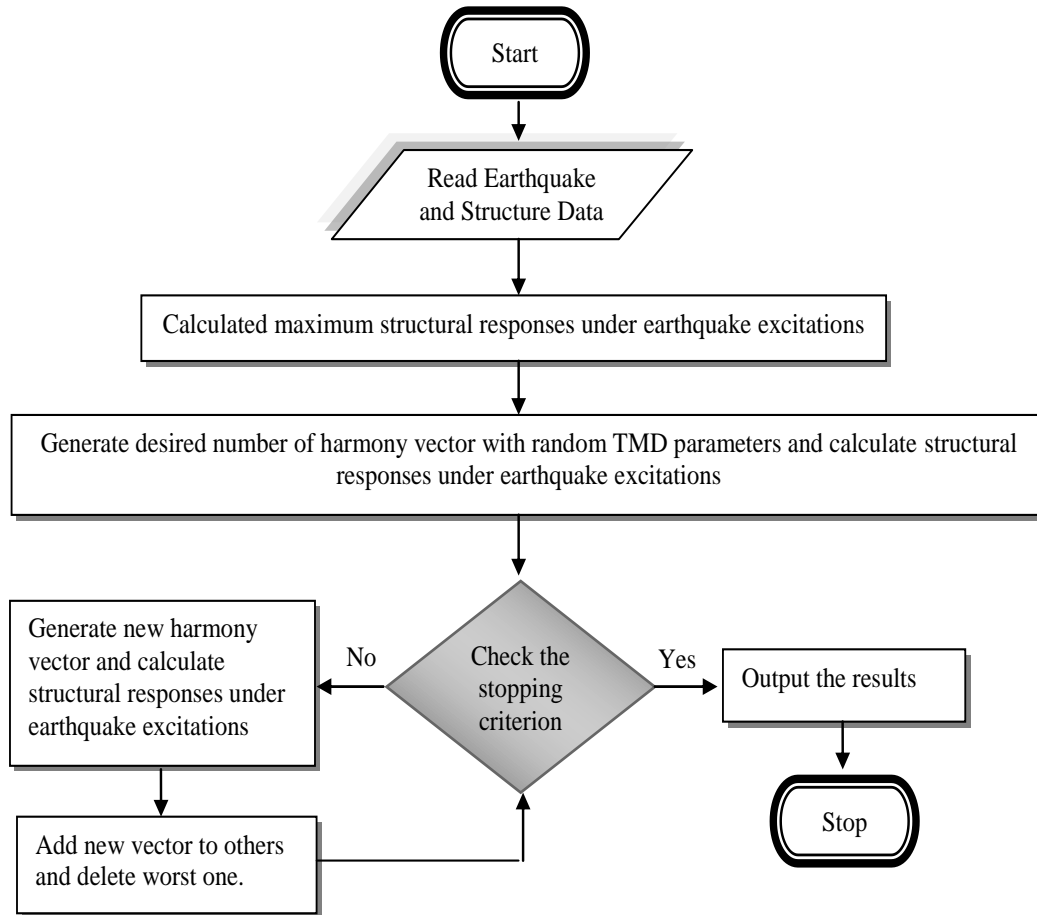 Start
Read Earthquake
and Structure Data
Calculated maximum structural responses under earthquake excitations
Generate desired number of harmony vector with random TMD parameters and calculate structural
responses under earthquake excitations
Check the
stopping
criterion
No
Yes
Generate new harmony
vector and calculate
structural responses under
earthquake excitations
Add new vector to others
and delete worst one.
Output the results
Stop